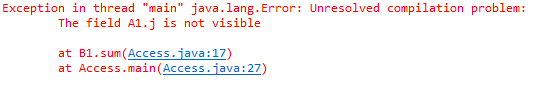 Exception in thread "main" java.lang.Error: Unresolved compilation problem:
The field A1.j is not visible
at B1.sum(Access.java:17)
at Access.main(Access.java:27)